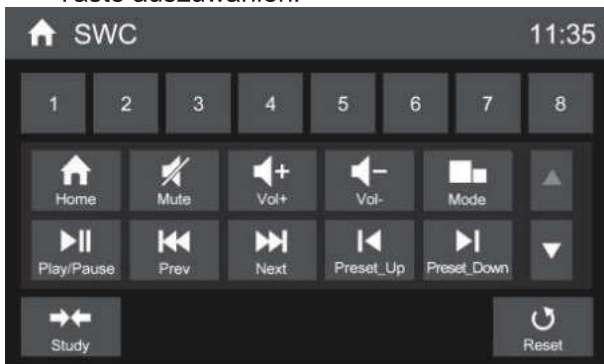 Taste auszuwählen.
SWC 11:35
1 2 3 4 5 6 7 8
Home Mute Vol+ Vol- Mode
Play/Pause Prev Next Preset_Up Preset_Down
Study Reset